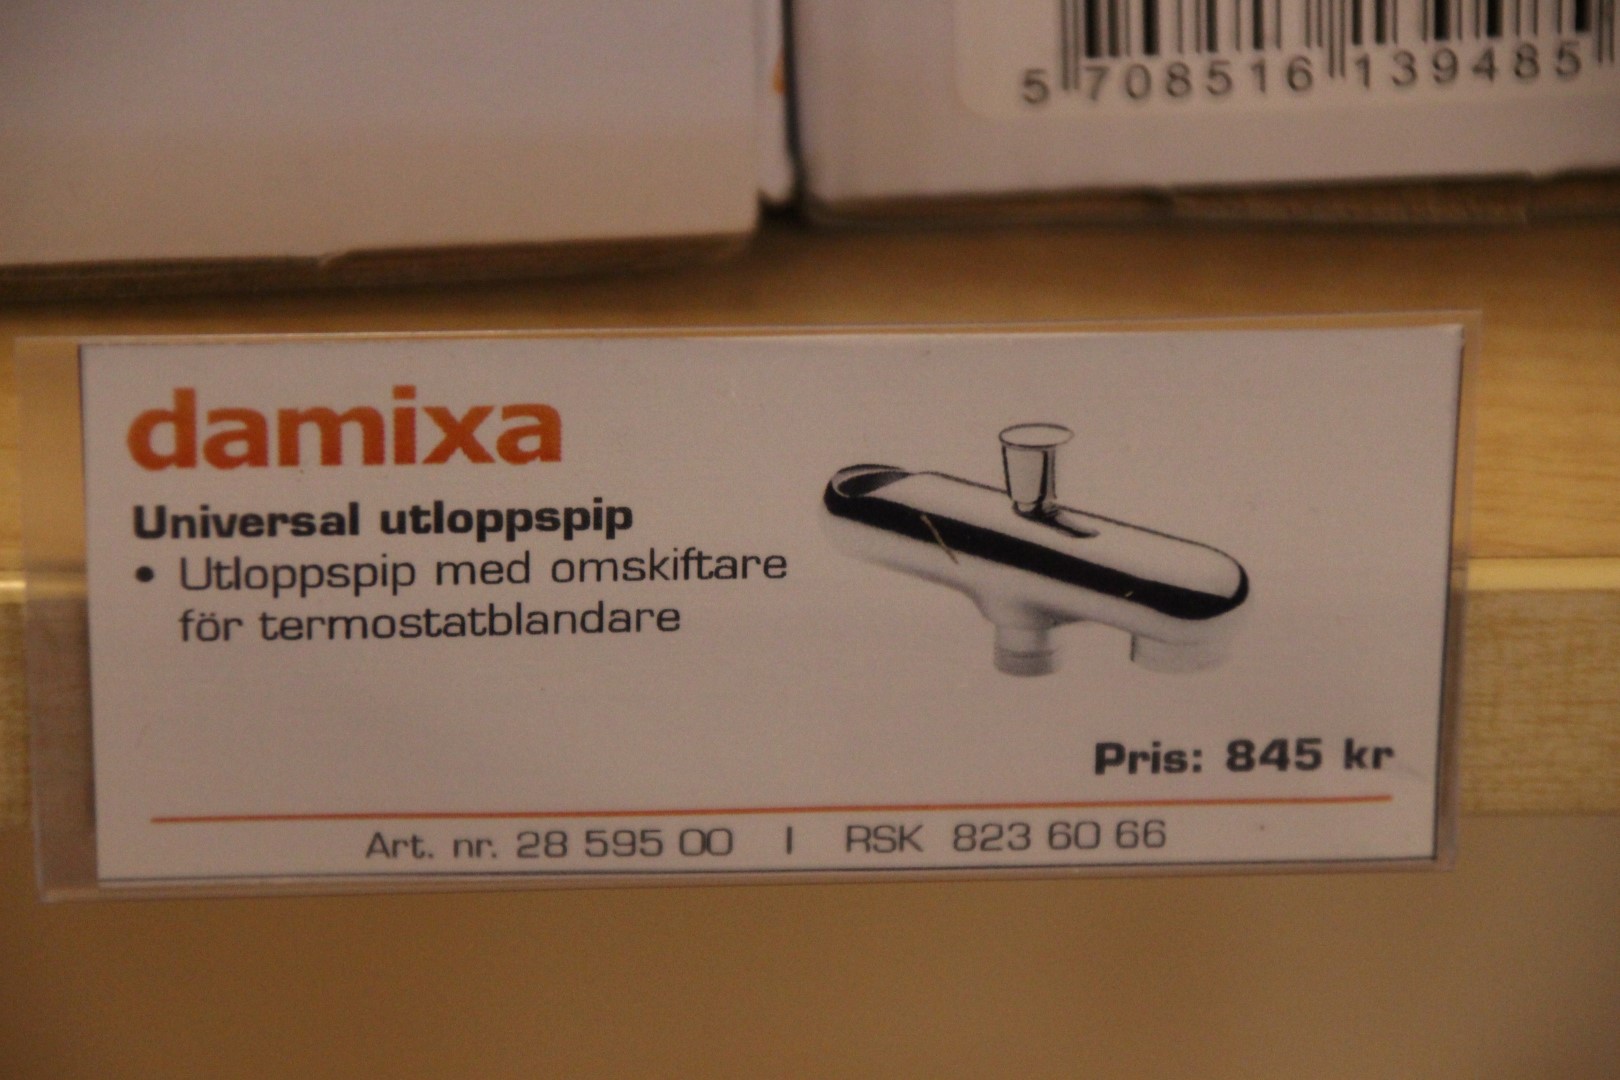 5 708516 139485
damixa
Universal utloppspip
• Utloppspip med omskiftare
för termostatblandare
Pris: 845 kr
Art. nr. 28 595 00 | RSK 823 60 66